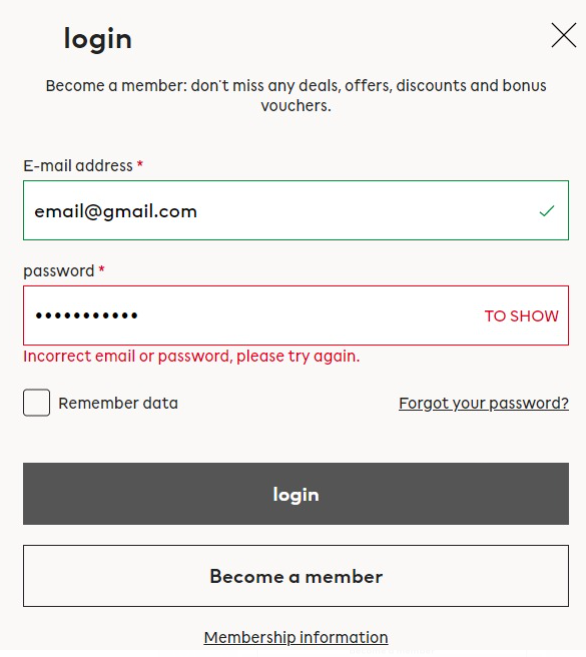 login
Become a member: don't miss any deals, offers, discounts and bonus
vouchers.
E-mail address *
email@gmail.com
password *
•••••••••••
TO SHOW
Incorrect email or password, please try again.
Remember data
Forgot your password?
login
Become a member
Membership information